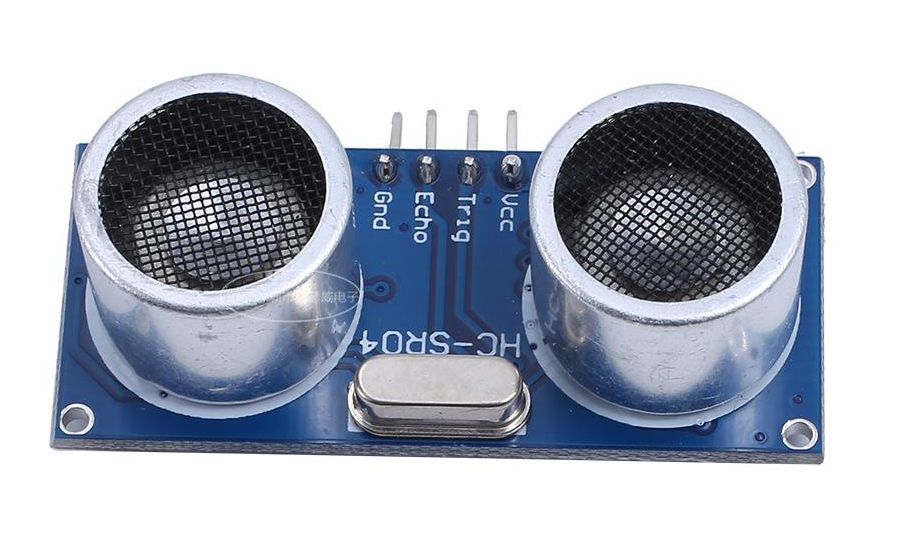 Gnd
Echo
Trig
Vcc
HC-SR04